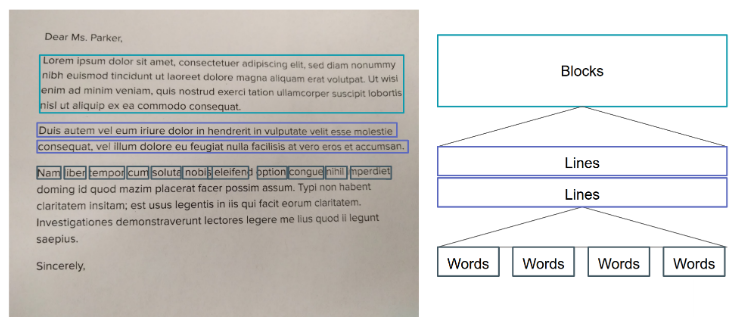 Dear Ms. Parker,
Lorem ipsum dolor sit amet, consectetuer adipiscing elit, sed diam nonummy
nibh euismod tincidunt ut laoreet dolore magna aliquam erat volutpat. Ut wisi
enim ad minim veniam, quis nostrud exerci tation ullamcorper suscipit lobortis
nisl ut aliquip ex ea commodo consequat.
Duis autem vel eum iriure dolor in hendrerit in vulputate velit esse molestie
consequat, vel illum dolore eu feugiat nulla facilisis at vero eros et accumsan.
Nam liber tempor cum soluta nobis eleifend option congue nihil imperdiet
doming id quod mazim placerat facer possim assum. Typi non habent
claritatem insitam; est usus legentis in iis qui facit eorum claritatem.
Investigationes demonstraverunt lectores legere me lius quod ii legunt
saepius.
Sincerely,
Blocks
Lines
Lines
Words Words Words Words